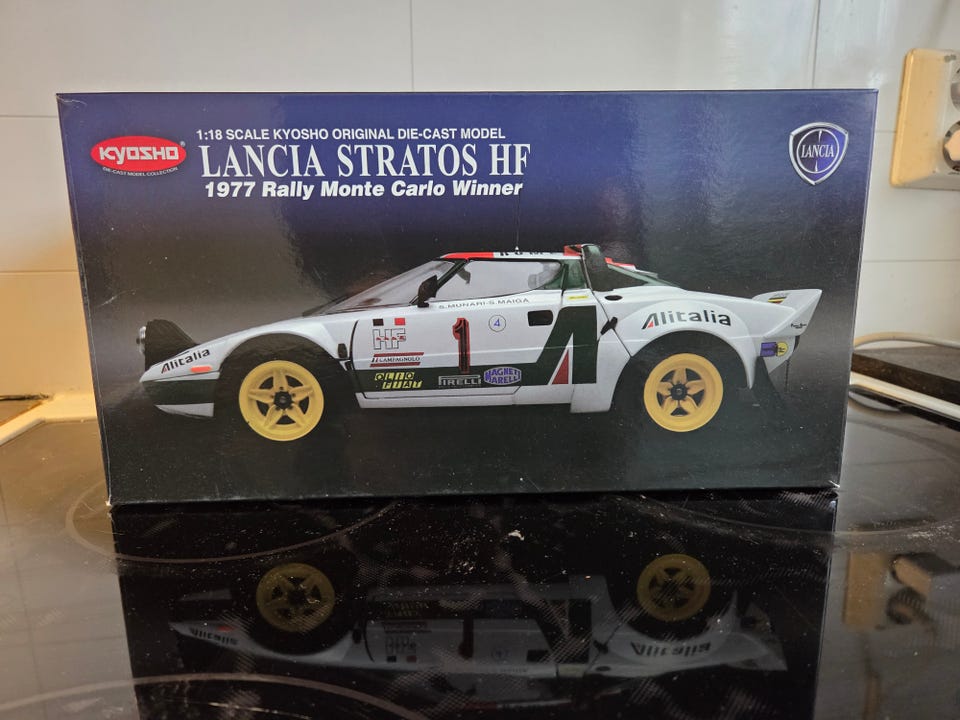 KYOSHO
DIE-CAST MODEL COLLECTION
1:18 SCALE KYOSHO ORIGINAL DIE-CAST MODEL
LANCIA STRATOS HF
1977 Rally Monte Carlo Winner
LANCIA
S.MUNARI-S.MAIGA
Alitalia
HF
1
4
CAMPAGNOLO
OLIO
FIAT
PIRELLI
MAGNETI
MARELLI
Alitalia